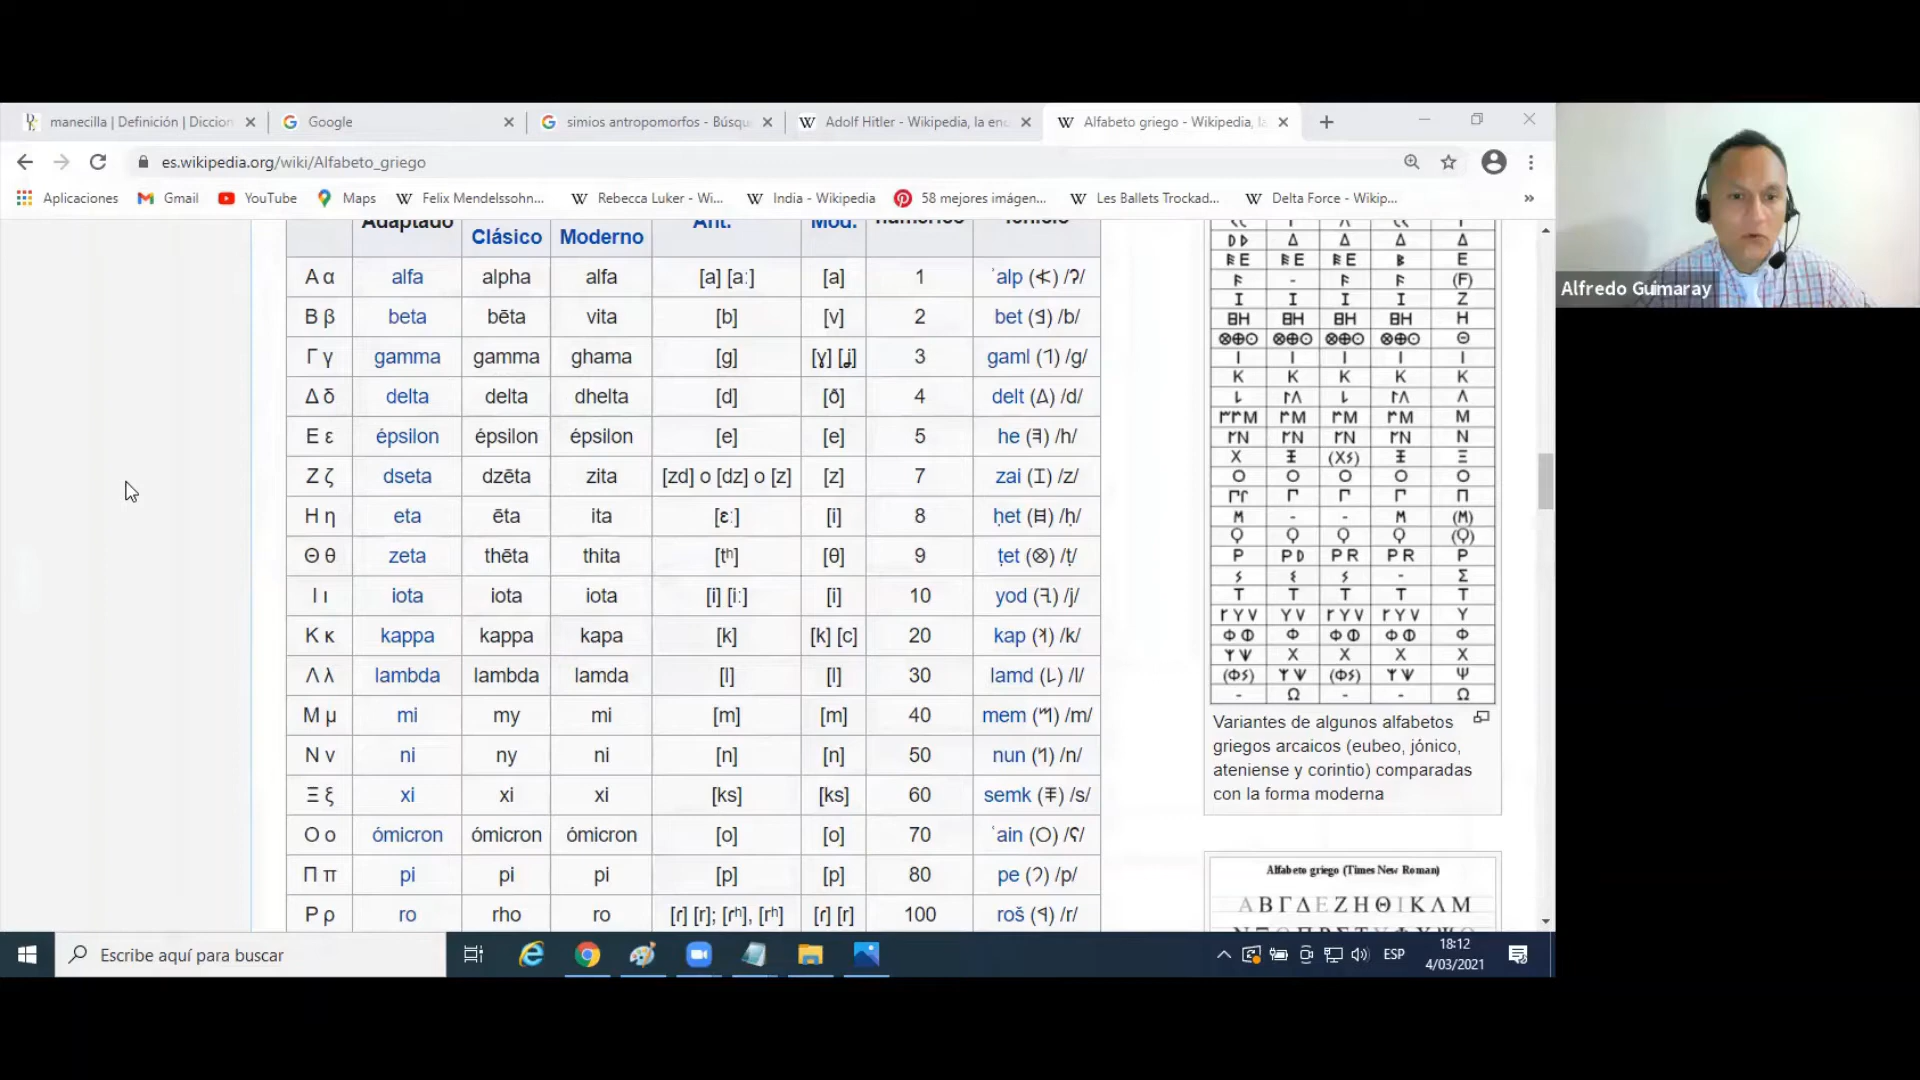 manecilla | Definición | Diccion
Google
simios antropomorfos - Búsqu
Adolf Hitler - Wikipedia, la enc
Alfabeto griego - Wikipedia, la
es.wikipedia.org/wiki/Alfabeto_griego
Aplicaciones Gmail YouTube Maps Felix Mendelssohn... Rebecca Luker - Wi... India - Wikipedia 58 mejores imágen... Les Ballets Trockad... Delta Force - Wikip... »
Adaptado Clásico Moderno Ant. Mod. numérico fenicio
Α α alfa alpha alfa [a] [aː] [a] 1 ʾalp (𐤀) /ʔ/
Β β beta bēta vita [b] [v] 2 bet (𐤁) /b/
Γ γ gamma gamma ghama [g] [ɣ] [ʝ] 3 gaml (𐤂) /g/
Δ δ delta delta dhelta [d] [ð] 4 delt (𐤃) /d/
Ε ε épsilon épsilon épsilon [e] [e] 5 he (𐤄) /h/
Ζ ζ dseta dzēta zita [zd] o [dz] o [z] [z] 7 zai (𐤆) /z/
Η η eta ēta ita [ɛː] [i] 8 ḥet (𐤇) /ḥ/
Θ θ zeta thēta thita [tʰ] [θ] 9 ṭet (⊗) /ṭ/
Ι ι iota iota iota [i] [iː] [i] 10 yod (𐤉) /j/
Κ κ kappa kappa kapa [k] [k] [c] 20 kap (𐤊) /k/
Λ λ lambda lambda lamda [l] [l] 30 lamd (𐤋) /l/
Μ μ mi my mi [m] [m] 40 mem (𐤌) /m/
Ν ν ni ny ni [n] [n] 50 nun (𐤍) /n/
Ξ ξ xi xi xi [ks] [ks] 60 semk (𐤎) /s/
Ο ο ómicron ómicron ómicron [o] [o] 70 ʿain (𐤏) /ʕ/
Π π pi pi pi [p] [p] 80 pe (𐤐) /p/
Ρ ρ ro rho ro [ɾ] [r]; [ɾʰ], [rʰ] [ɾ] [r] 100 roš (𐤓) /r/
Variantes de algunos alfabetos
griegos arcaicos (eubeo, jónico,
ateniense y corintio) comparadas
con la forma moderna
Alfabeto griego (Times New Roman)
ΑΒΓΔΕΖΗΘΙΚΛΜ
Alfredo Guimaray
Escribe aquí para buscar
ESP
18:12
4/03/2021